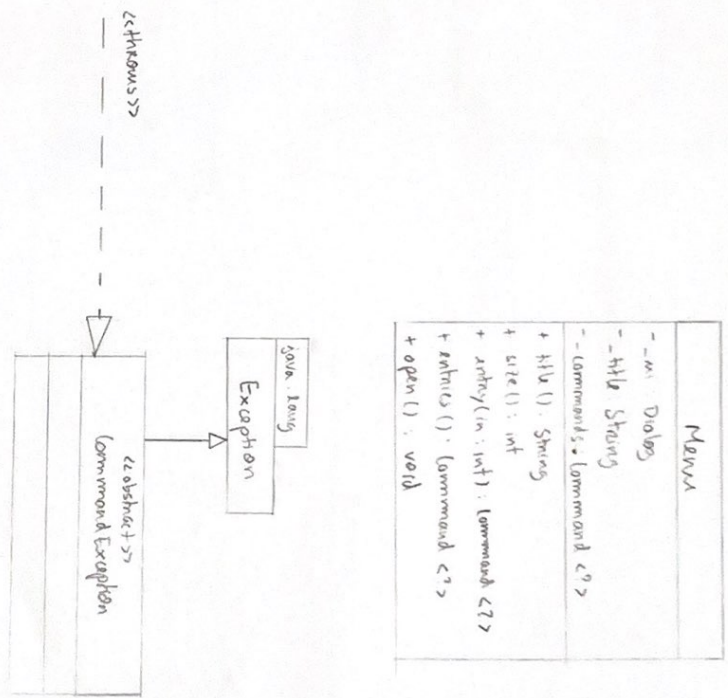 Menu
- _ui : Dialog
- _title: String
- _commands: Command <?>
+ title(): String
+ size(): int
+ entry(in: int): Command <?>
+ entries(): Command <?>
+ open(): void
java.lang
Exception
<<throws>>
<<abstract>>
CommandException